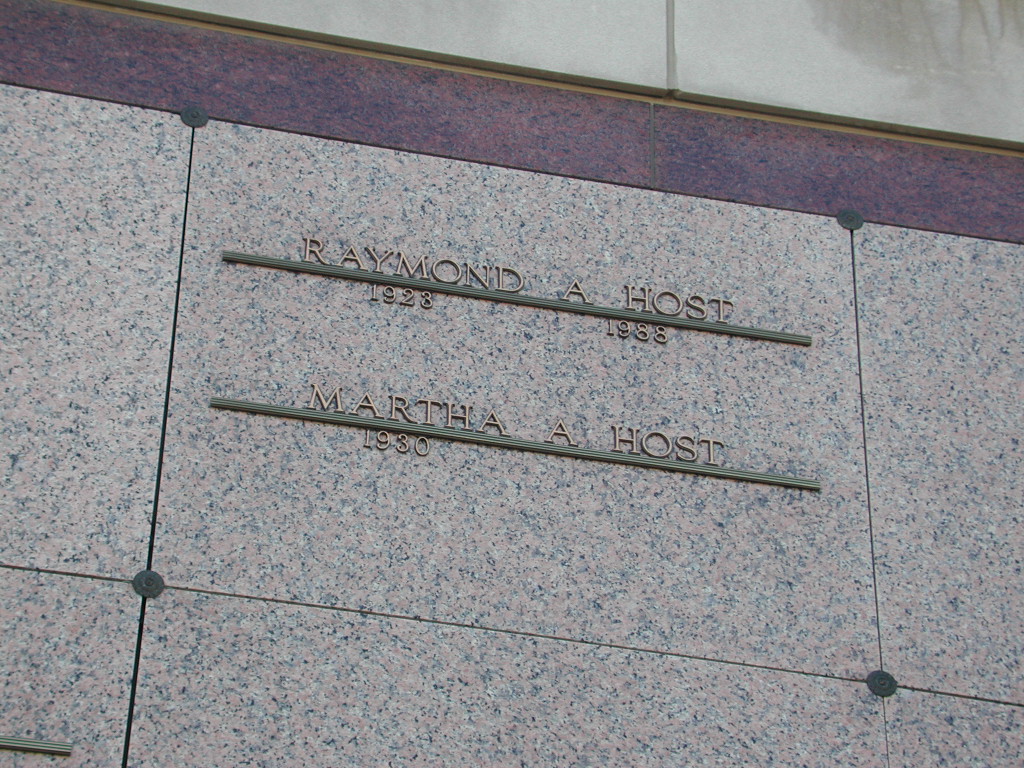 RAYMOND A HOST
1923 1988
MARTHA A HOST
1930